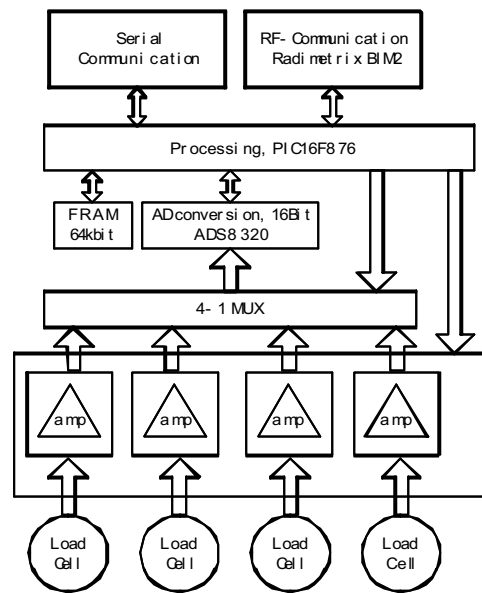 Serial
Communication
RF- Communication
Radimetrix BIM2
Processing, PIC16F876
FRAM
64kbit
ADconversion, 16Bit
ADS8320
4- 1 MUX
amp
amp
amp
amp
Load
Cell
Load
Cell
Load
Cell
Load
Cell